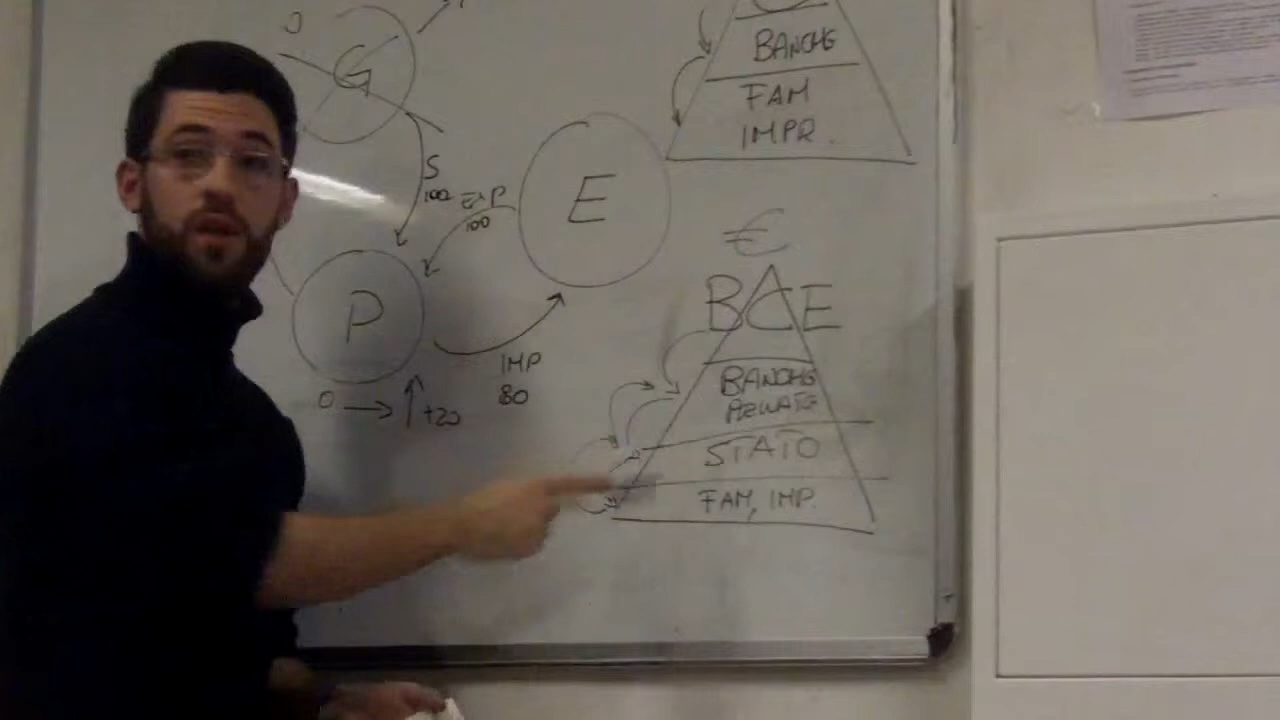 G
S
100
100
E
P
IMP
80
0
+20
BANCHE
FAM
IMPR.
€
BCE
BANCHE
PRIVATE
STATO
FAM, IMP.